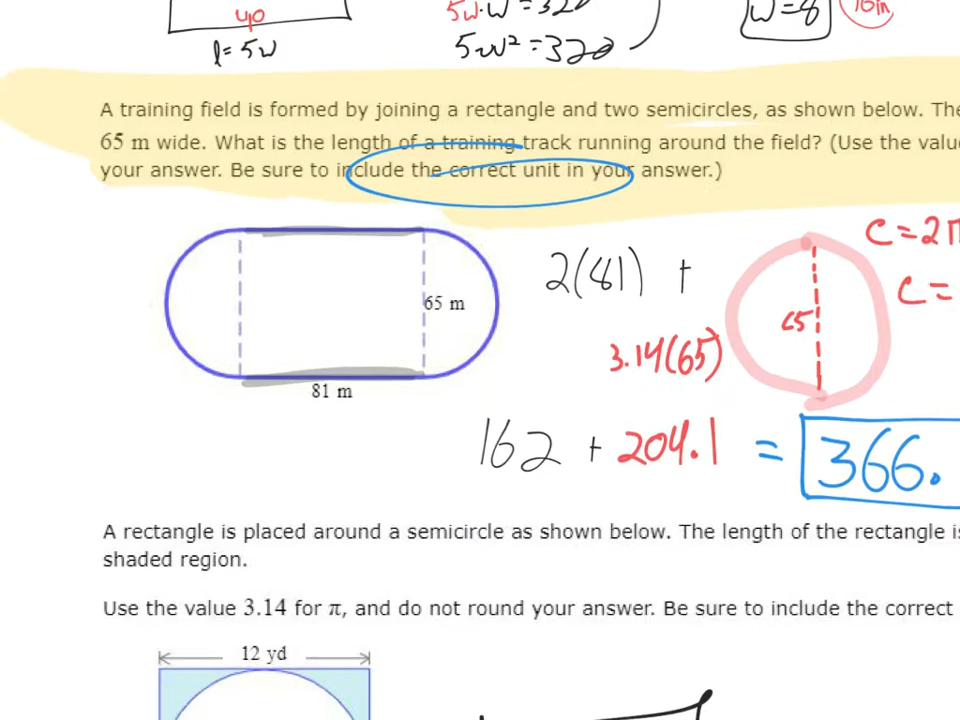 40
l = 5w
5w·w = 320
5w² = 320
w = 8
A training field is formed by joining a rectangle and two semicircles, as shown below. The
65 m wide. What is the length of a training track running around the field? (Use the valu
your answer. Be sure to include the correct unit in your answer.)
65 m
81 m
2(81) +
3.14(65)
65
C = 2π
C =
162 + 204.1 = 366.
A rectangle is placed around a semicircle as shown below. The length of the rectangle is
shaded region.
Use the value 3.14 for π, and do not round your answer. Be sure to include the correct
12 yd